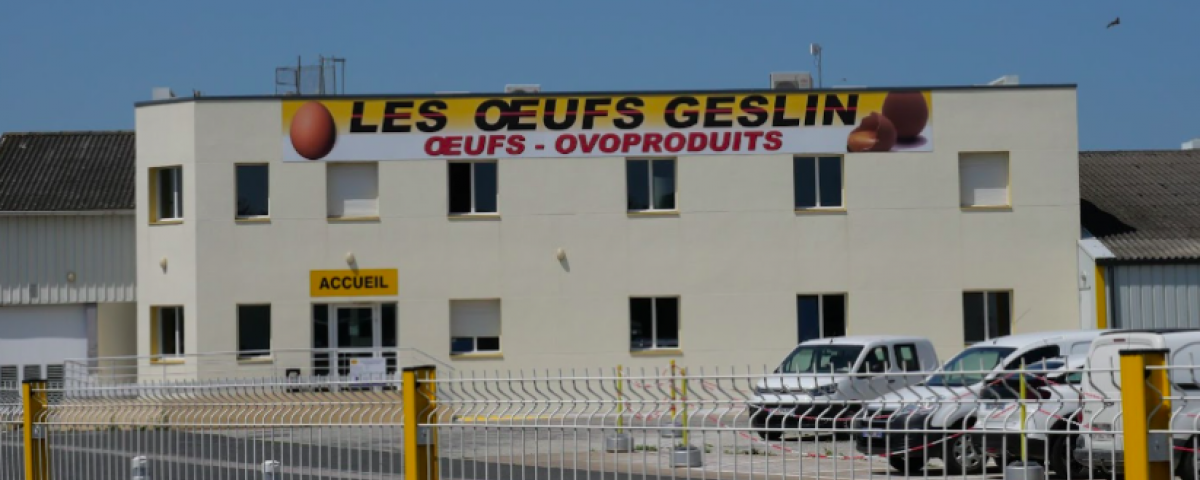 LES ŒUFS GESLIN
ŒUFS - OVOPRODUITS
ACCUEIL